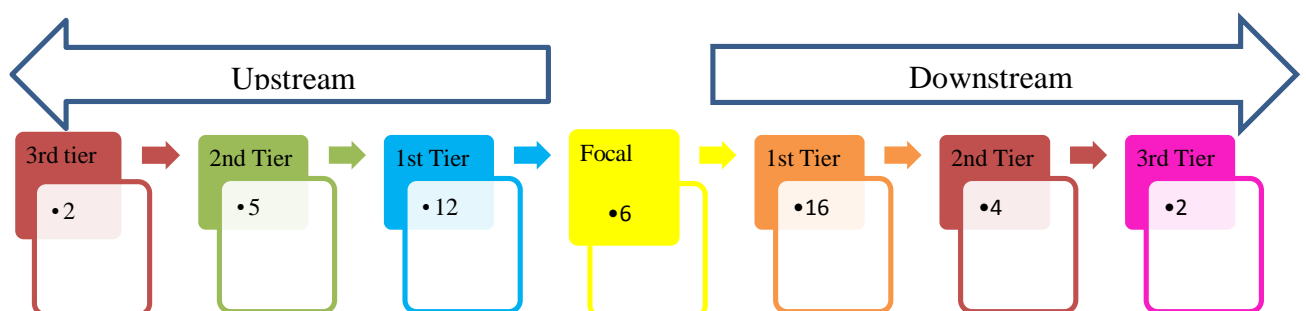 Upstream
Downstream
3rd tier
2nd Tier
1st Tier
Focal
1st Tier
2nd Tier
3rd Tier
•2
•5
•12
•6
•16
•4
•2